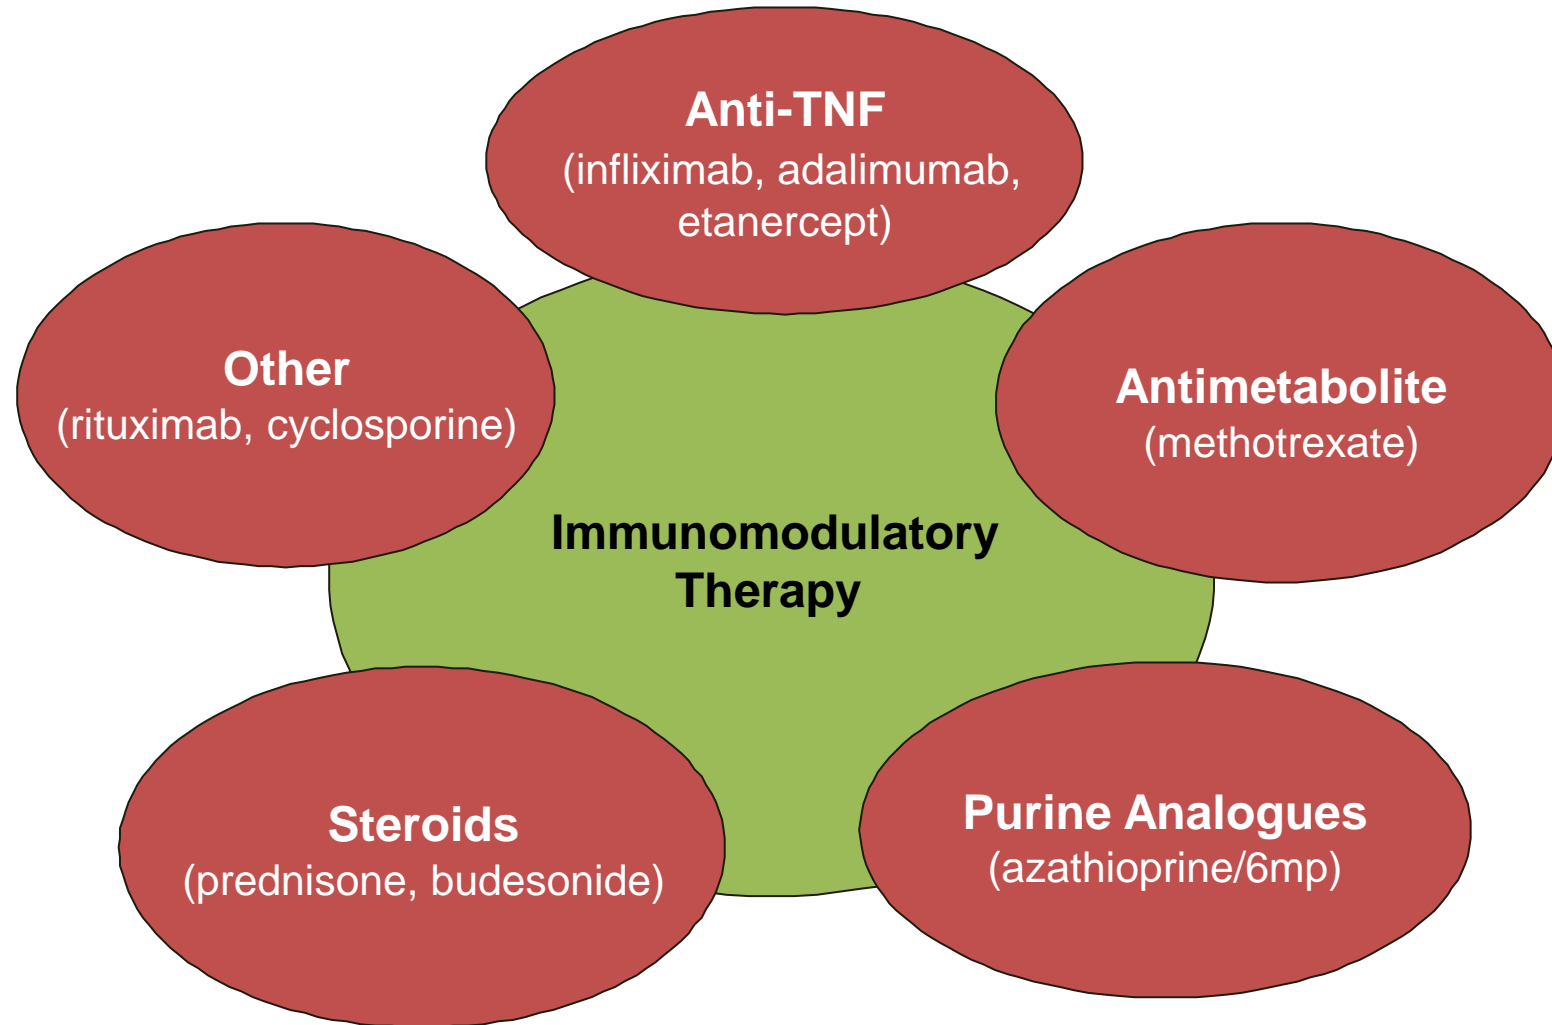 Anti-TNF
(infliximab, adalimumab,
etanercept)
Other
(rituximab, cyclosporine)
Antimetabolite
(methotrexate)
Immunomodulatory
Therapy
Steroids
(prednisone, budesonide)
Purine Analogues
(azathioprine/6mp)